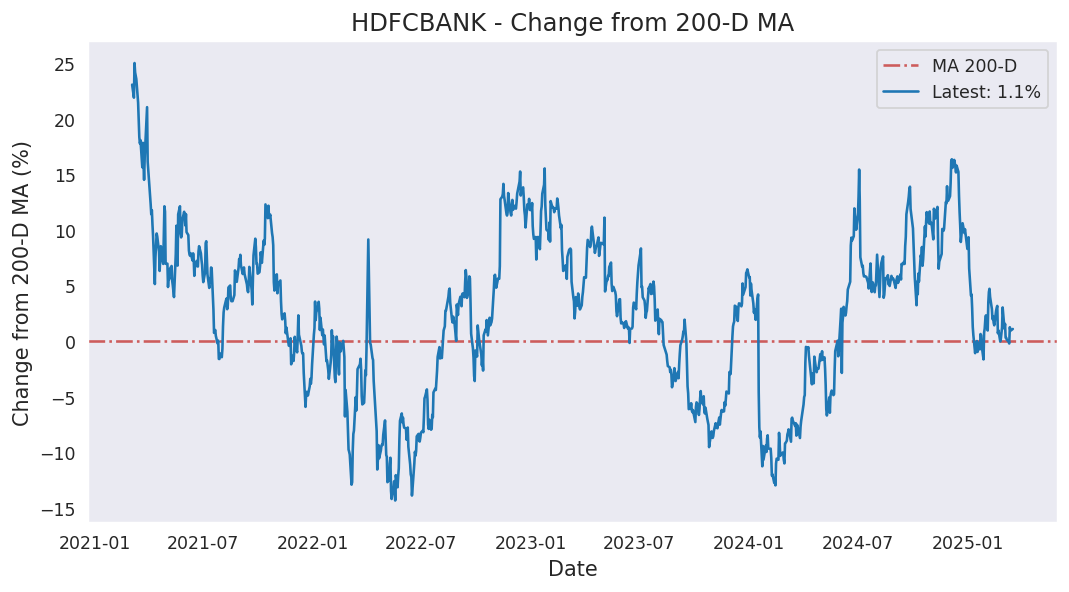 HDFCBANK - Change from 200-D MA
MA 200-D
Latest: 1.1%
Change from 200-D MA (%)
25
20
15
10
5
0
−5
−10
−15
2021-01 2021-07 2022-01 2022-07 2023-01 2023-07 2024-01 2024-07 2025-01
Date